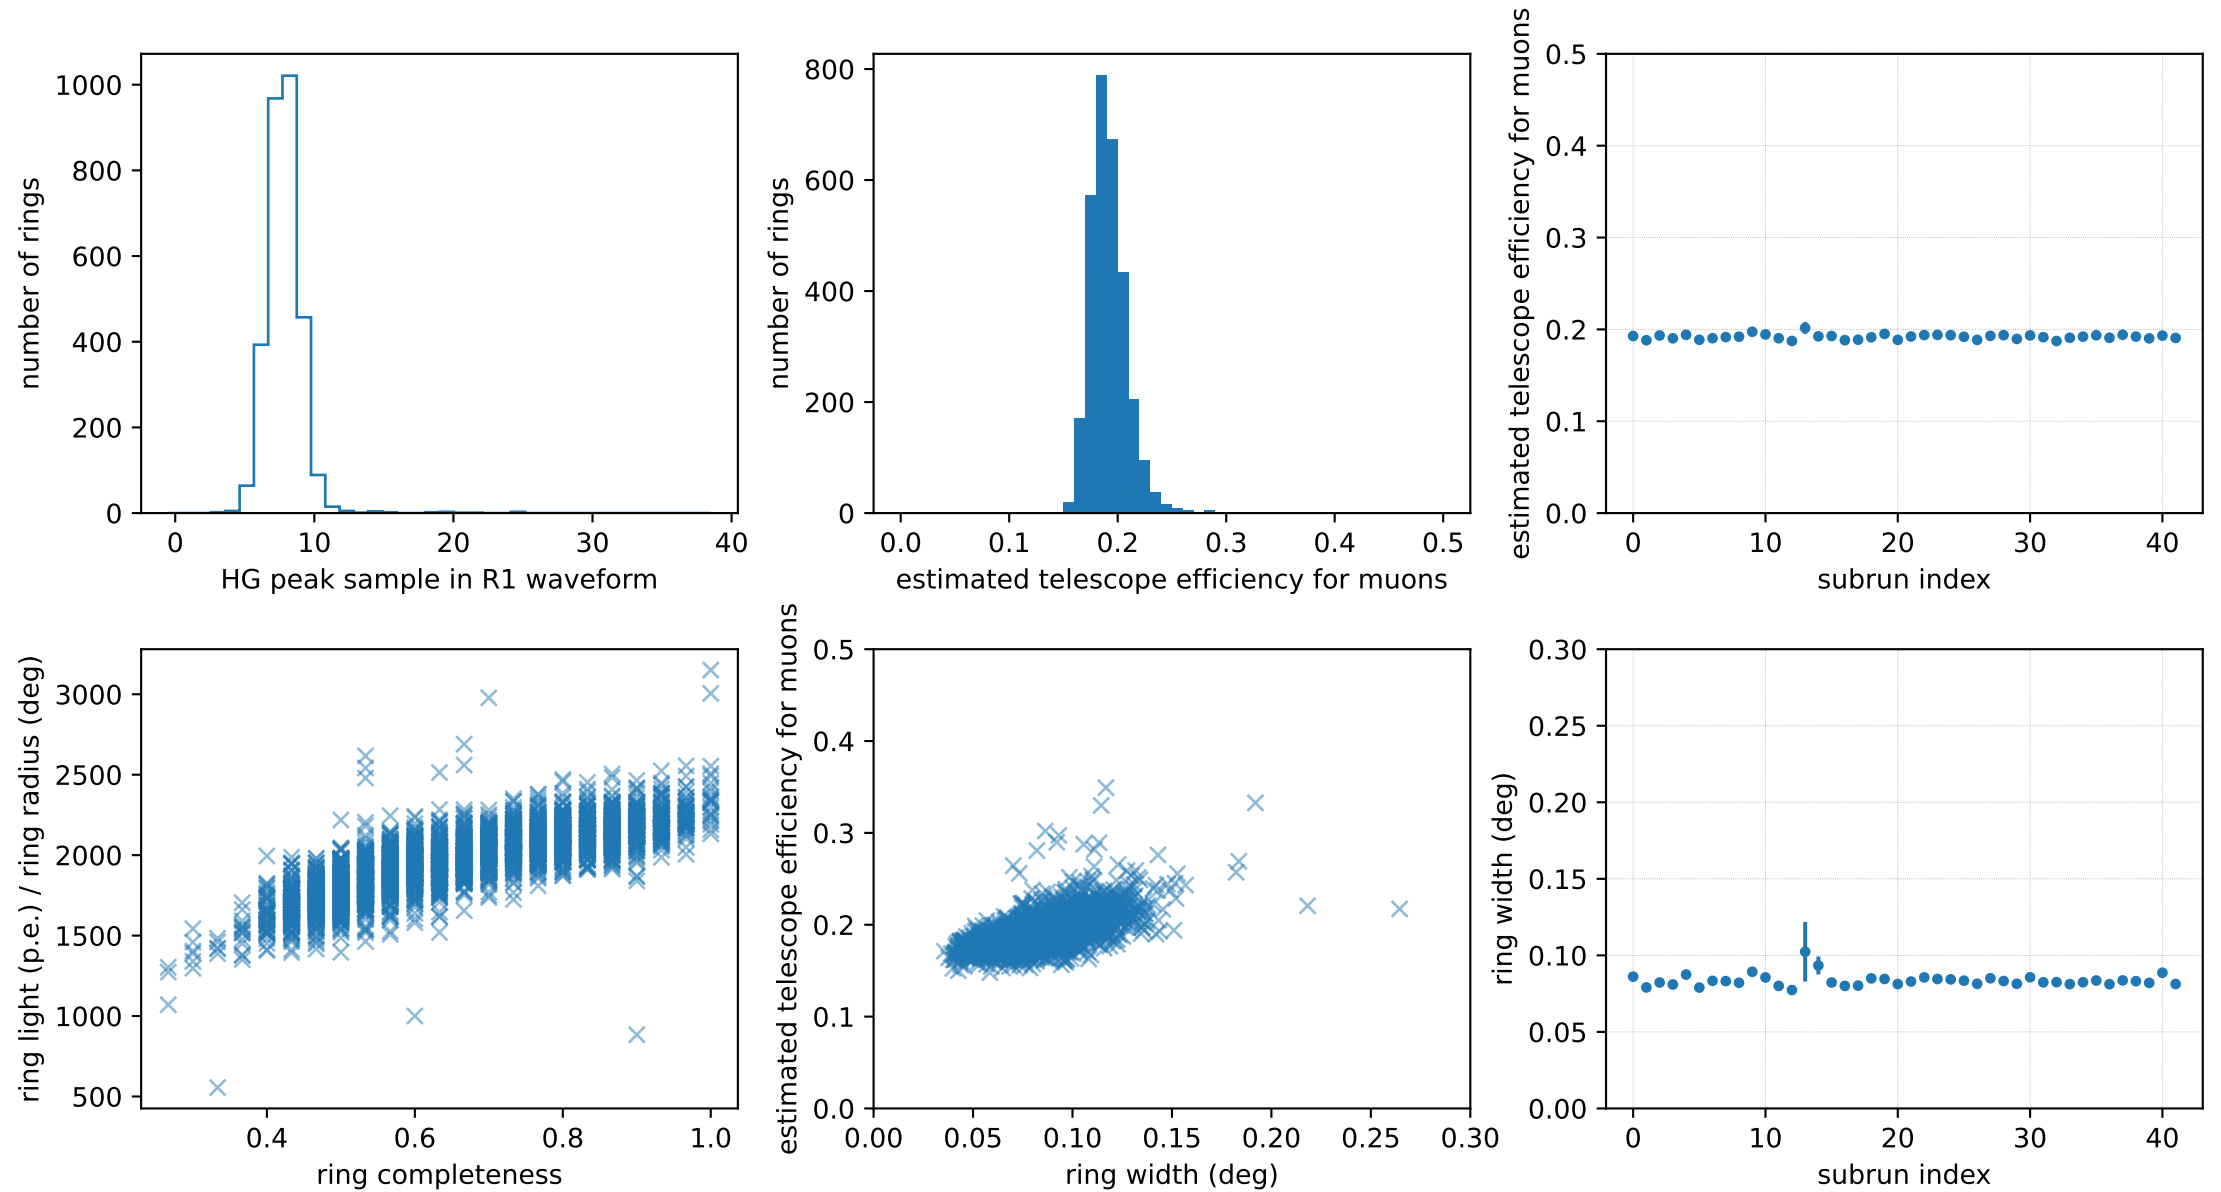 1000
800
600
400
200
0
number of rings
0 10 20 30 40
HG peak sample in R1 waveform
800
600
400
200
0
number of rings
0.0 0.1 0.2 0.3 0.4 0.5
estimated telescope efficiency for muons
0.5
0.4
0.3
0.2
0.1
0.0
estimated telescope efficiency for muons
0 10 20 30 40
subrun index
3000
2500
2000
1500
1000
500
ring light (p.e.) / ring radius (deg)
0.4 0.6 0.8 1.0
ring completeness
0.5
0.4
0.3
0.2
0.1
0.0
estimated telescope efficiency for muons
0.00 0.05 0.10 0.15 0.20 0.25 0.30
ring width (deg)
0.30
0.25
0.20
0.15
0.10
0.05
0.00
ring width (deg)
0 10 20 30 40
subrun index